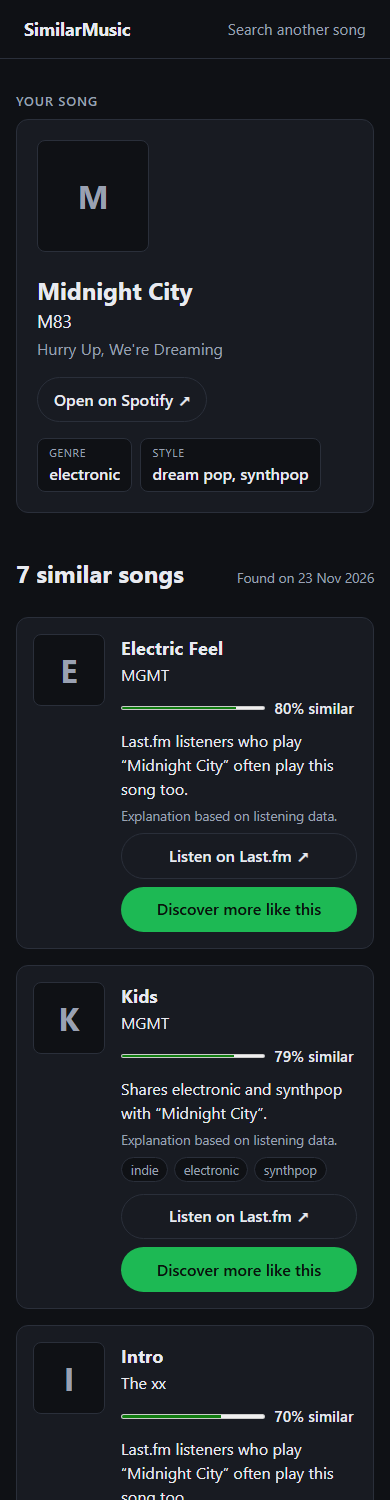 SimilarMusic
Search another song
YOUR SONG
M
Midnight City
M83
Hurry Up, We're Dreaming
Open on Spotify ↗
GENRE
electronic
STYLE
dream pop, synthpop
7 similar songs
Found on 23 Nov 2026
E
Electric Feel
MGMT
80% similar
Last.fm listeners who play
“Midnight City” often play this
song too.
Explanation based on listening data.
Listen on Last.fm ↗
Discover more like this
K
Kids
MGMT
79% similar
Shares electronic and synthpop
with “Midnight City”.
Explanation based on listening data.
indie
electronic
synthpop
Listen on Last.fm ↗
Discover more like this
I
Intro
The xx
70% similar
Last.fm listeners who play
“Midnight City” often play this
song too.